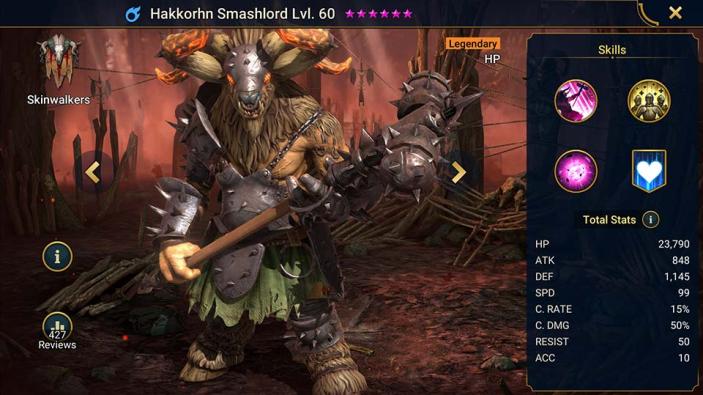 Hakkorhn Smashlord Lvl. 60
Legendary
HP
Skinwalkers
Skills
Total Stats i
HP 23,790
ATK 848
DEF 1,145
SPD 99
C. RATE 15%
C. DMG 50%
RESIST 50
ACC 10
i
427
Reviews